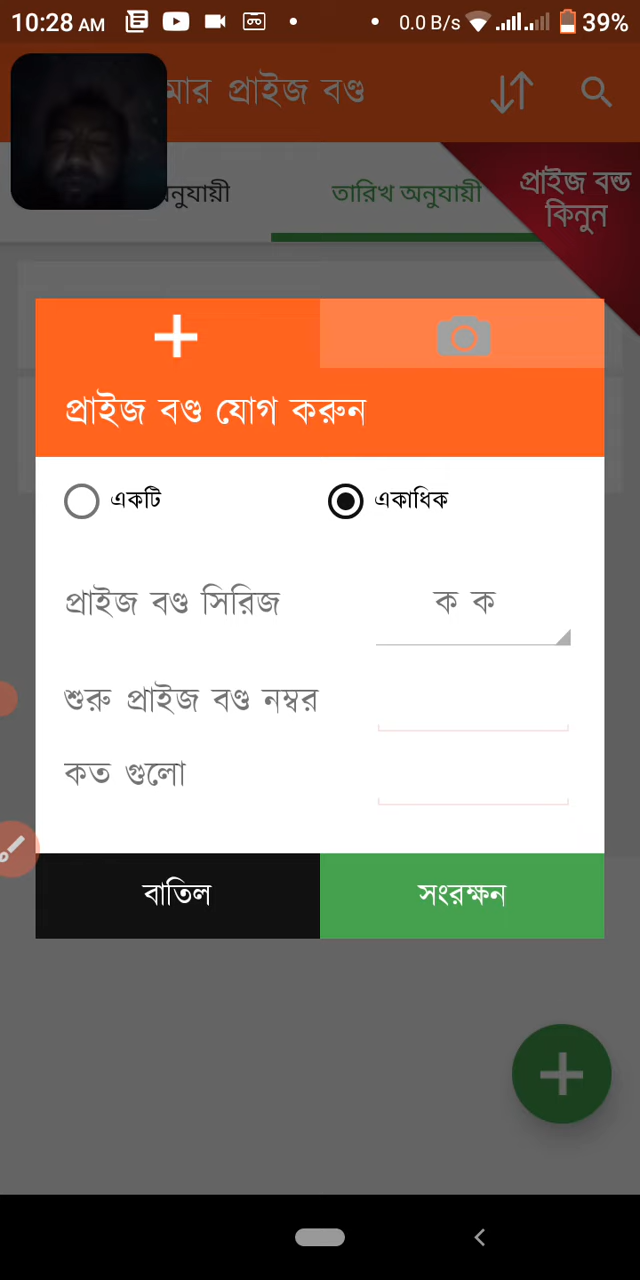 10:28 AM 0.0 B/s 39%
প্রাইজ বণ্ড
তারিখ অনুযায়ী
প্রাইজ বন্ড
কিনুন
প্রাইজ বণ্ড যোগ করুন
একটি একাধিক
প্রাইজ বণ্ড সিরিজ ক ক
শুরু প্রাইজ বণ্ড নম্বর
কত গুলো
বাতিল সংরক্ষন